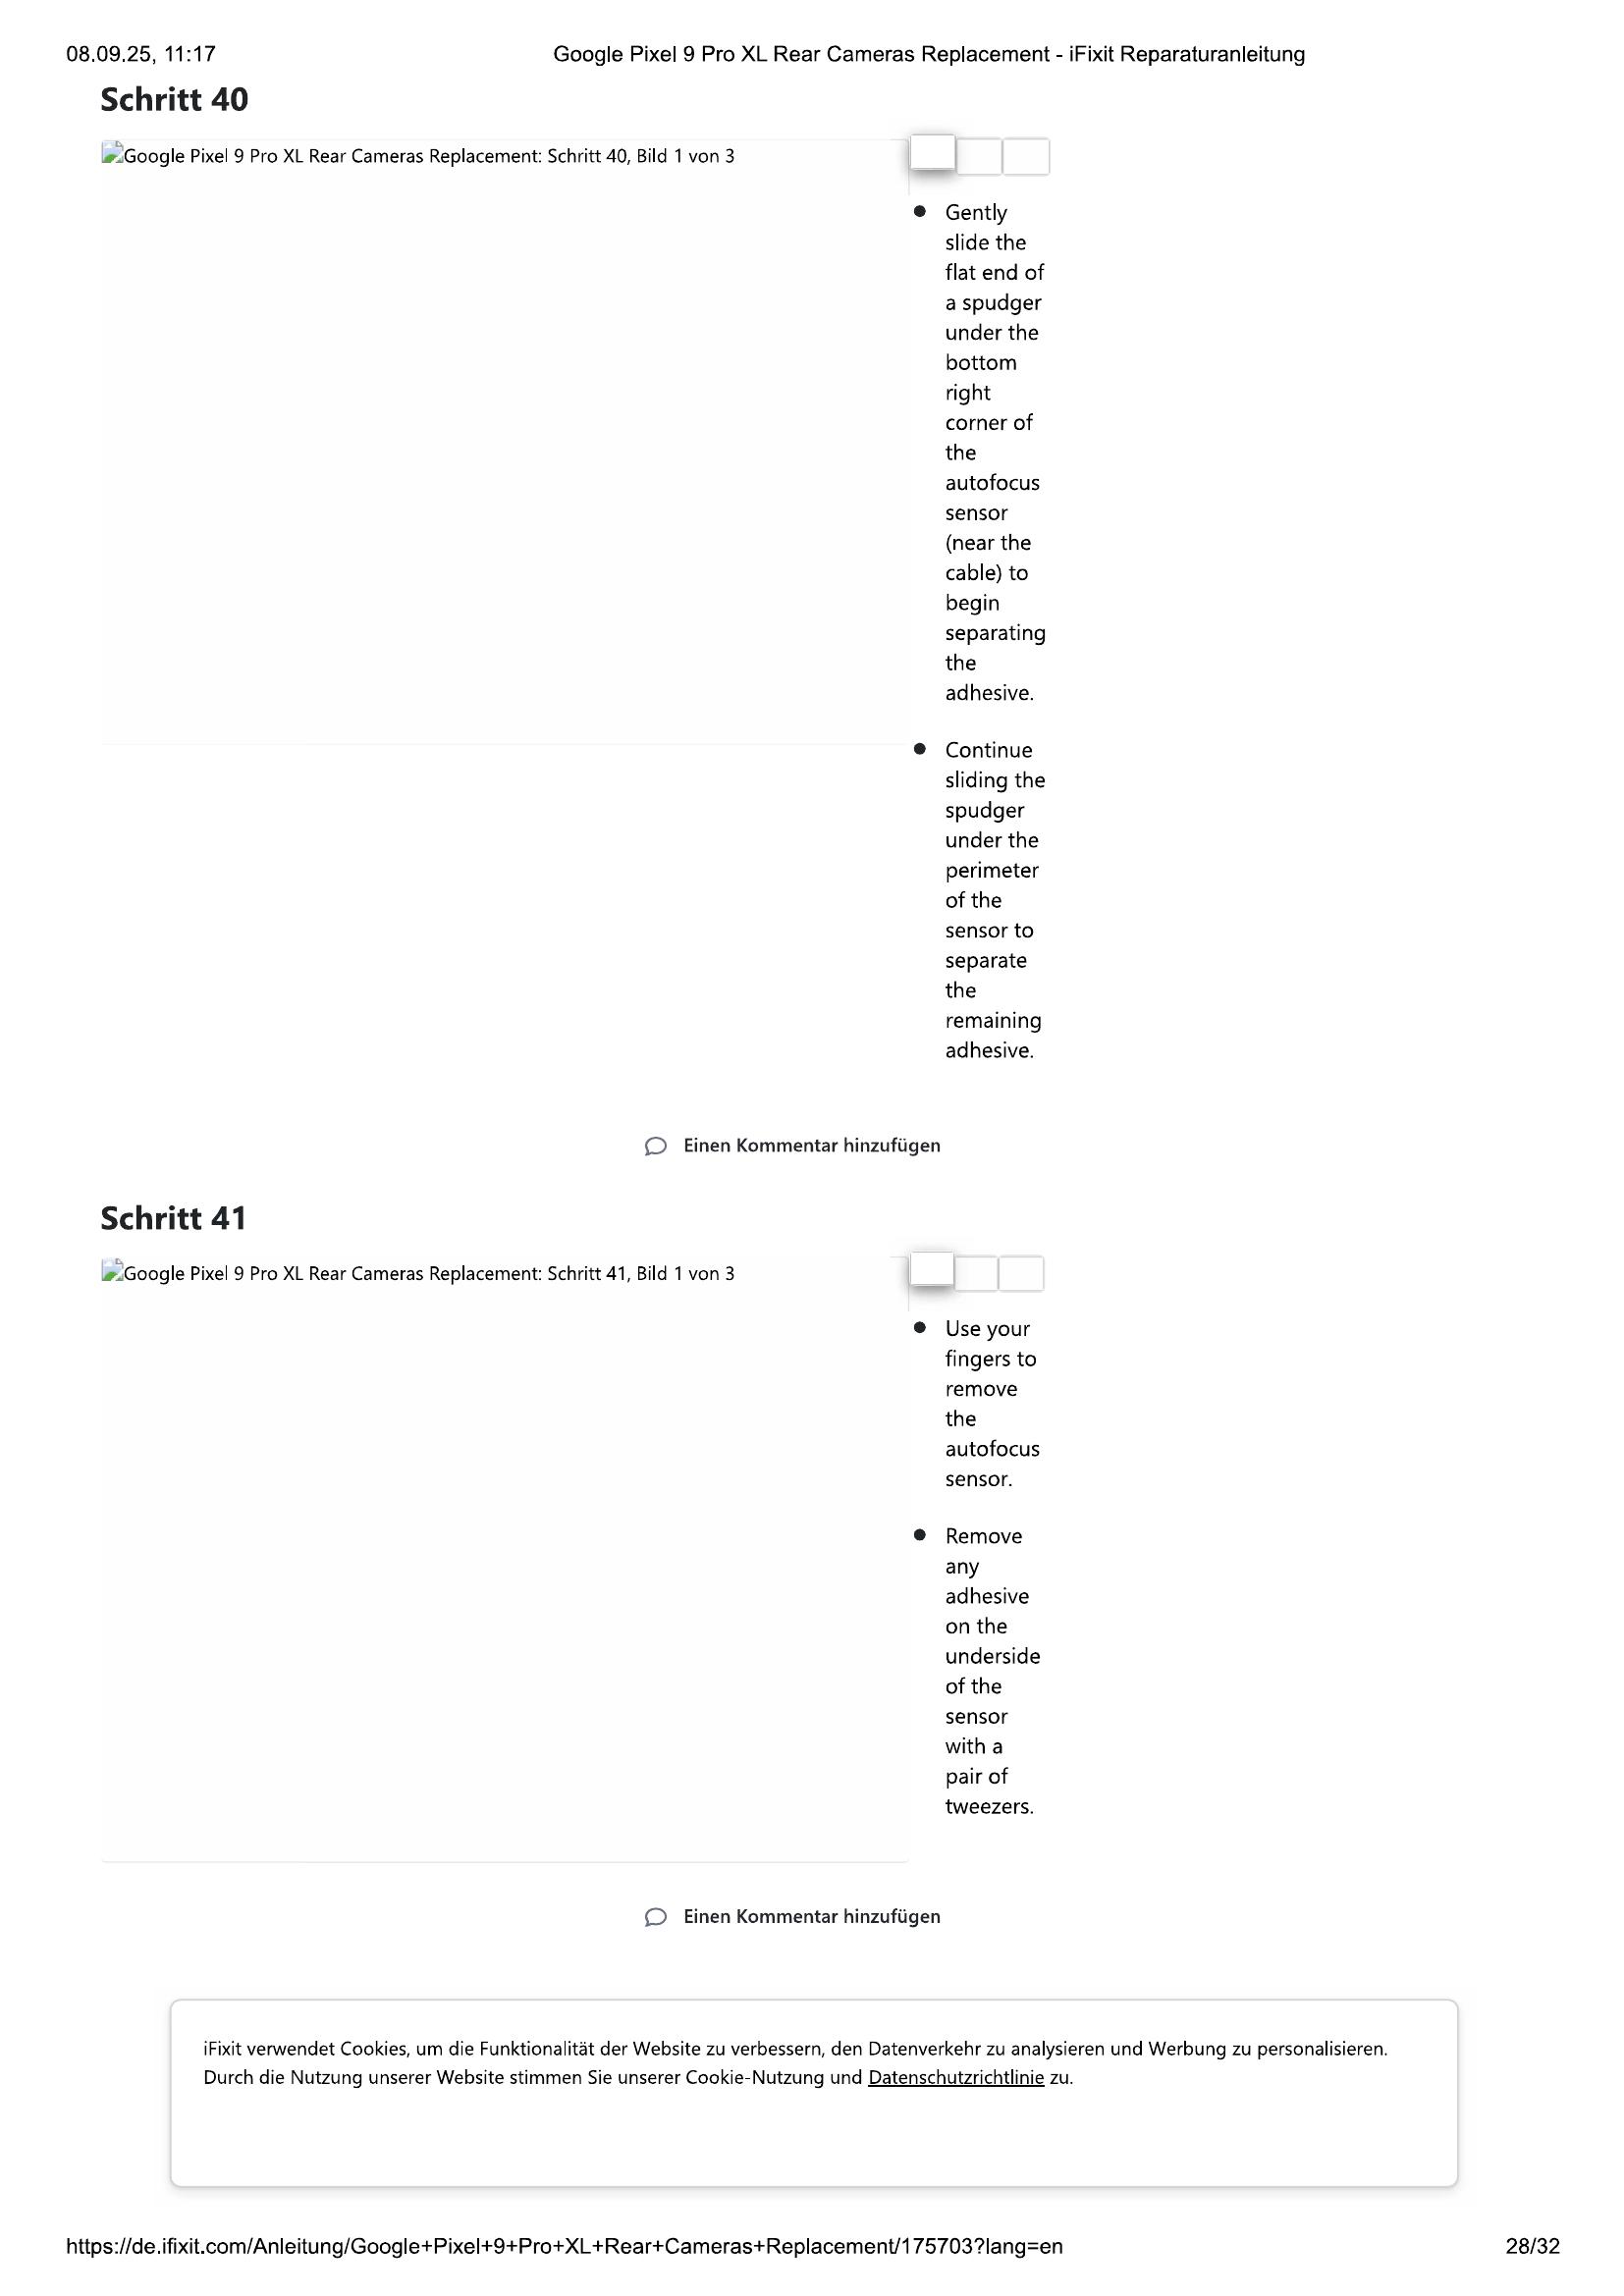 08.09.25, 11:17
Google Pixel 9 Pro XL Rear Cameras Replacement - iFixit Reparaturanleitung
Schritt 40
Google Pixel 9 Pro XL Rear Cameras Replacement: Schritt 40, Bild 1 von 3
Gently
slide the
flat end of
a spudger
under the
bottom
right
corner of
the
autofocus
sensor
(near the
cable) to
begin
separating
the
adhesive.
Continue
sliding the
spudger
under the
perimeter
of the
sensor to
separate
the
remaining
adhesive.
Einen Kommentar hinzufügen
Schritt 41
Google Pixel 9 Pro XL Rear Cameras Replacement: Schritt 41, Bild 1 von 3
Use your
fingers to
remove
the
autofocus
sensor.
Remove
any
adhesive
on the
underside
of the
sensor
with a
pair of
tweezers.
Einen Kommentar hinzufügen
iFixit verwendet Cookies, um die Funktionalität der Website zu verbessern, den Datenverkehr zu analysieren und Werbung zu personalisieren.
Durch die Nutzung unserer Website stimmen Sie unserer Cookie-Nutzung und Datenschutzrichtlinie zu.
https://de.ifixit.com/Anleitung/Google+Pixel+9+Pro+XL+Rear+Cameras+Replacement/175703?lang=en
28/32